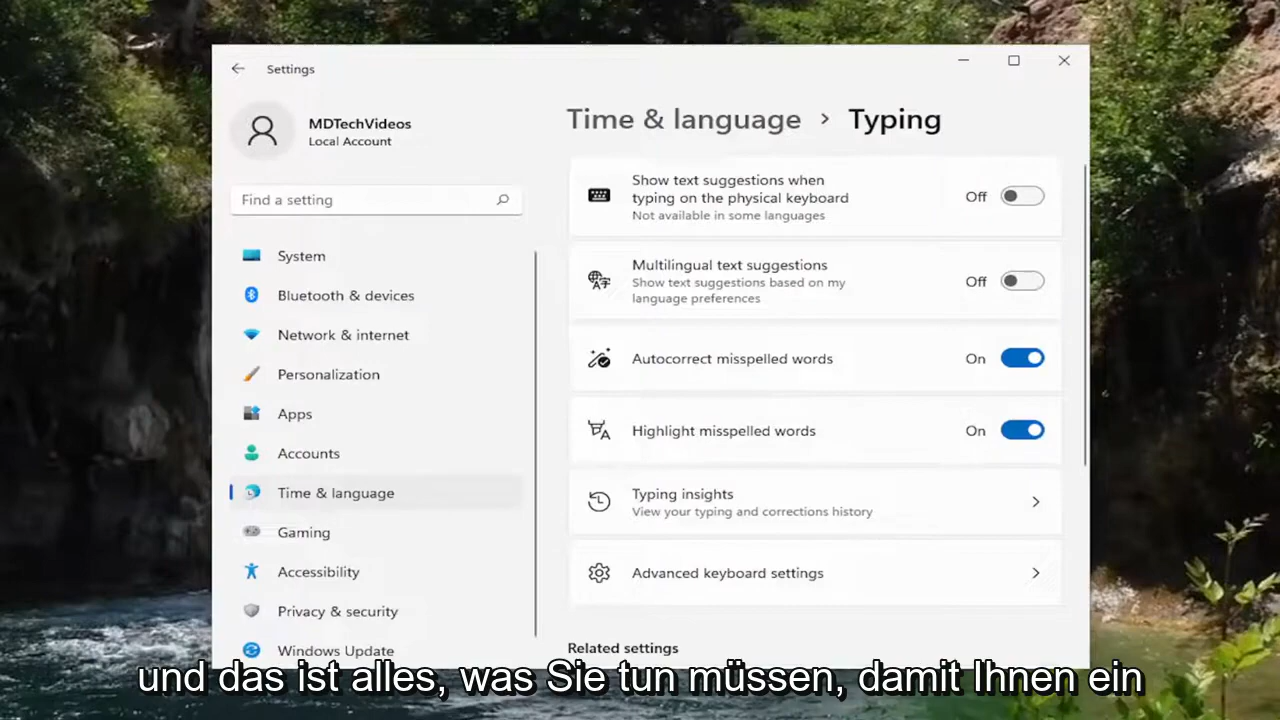 Settings
MDTechVideos
Local Account
Find a setting
System
Bluetooth & devices
Network & internet
Personalization
Apps
Accounts
Time & language
Gaming
Accessibility
Privacy & security
Windows Update
Time & language › Typing
Show text suggestions when
typing on the physical keyboard
Not available in some languages
Off
Multilingual text suggestions
Show text suggestions based on my
language preferences
Off
Autocorrect misspelled words
On
Highlight misspelled words
On
Typing insights
View your typing and corrections history
Advanced keyboard settings
Related settings
und das ist alles, was Sie tun müssen, damit Ihnen ein